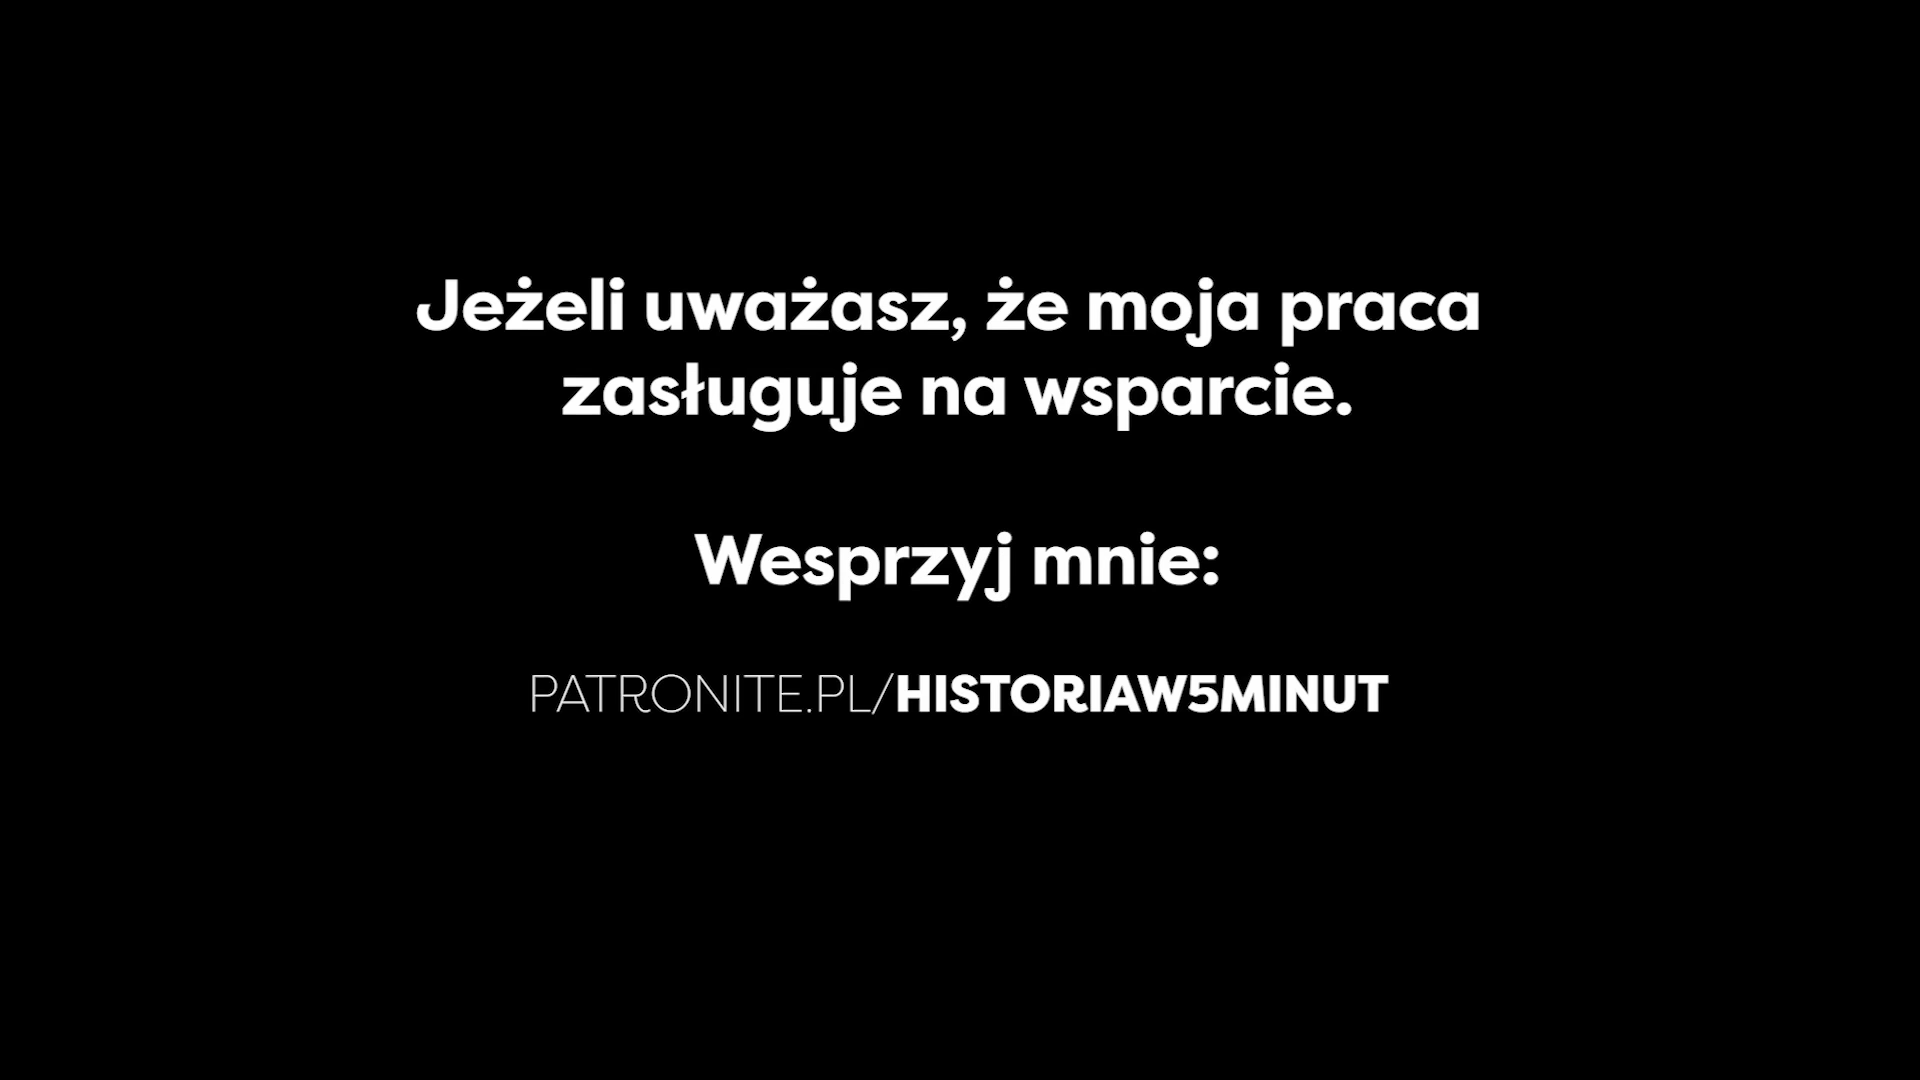 Jeżeli uważasz, że moja praca
zasługuje na wsparcie.
Wesprzyj mnie:
PATRONITE.PL/HISTORIAW5MINUT